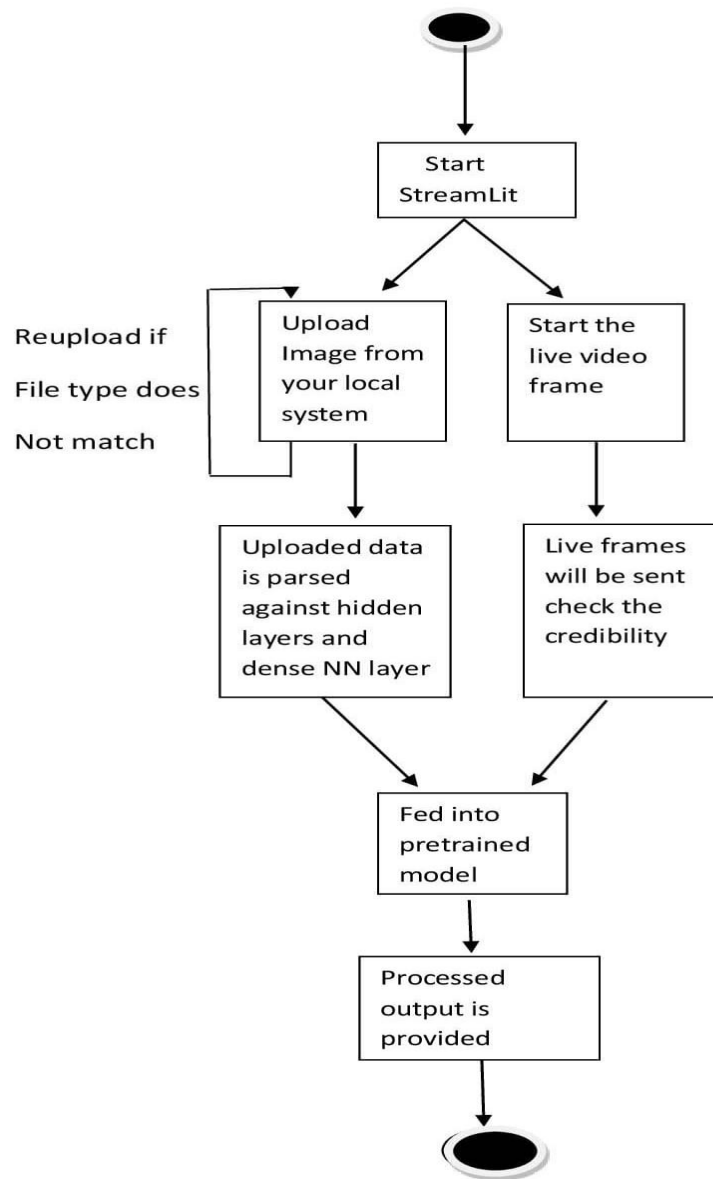 Start
StreamLit
Reupload if
File type does
Not match
Upload
Image from
your local
system
Start the
live video
frame
Uploaded data
is parsed
against hidden
layers and
dense NN layer
Live frames
will be sent
check the
credibility
Fed into
pretrained
model
Processed
output is
provided